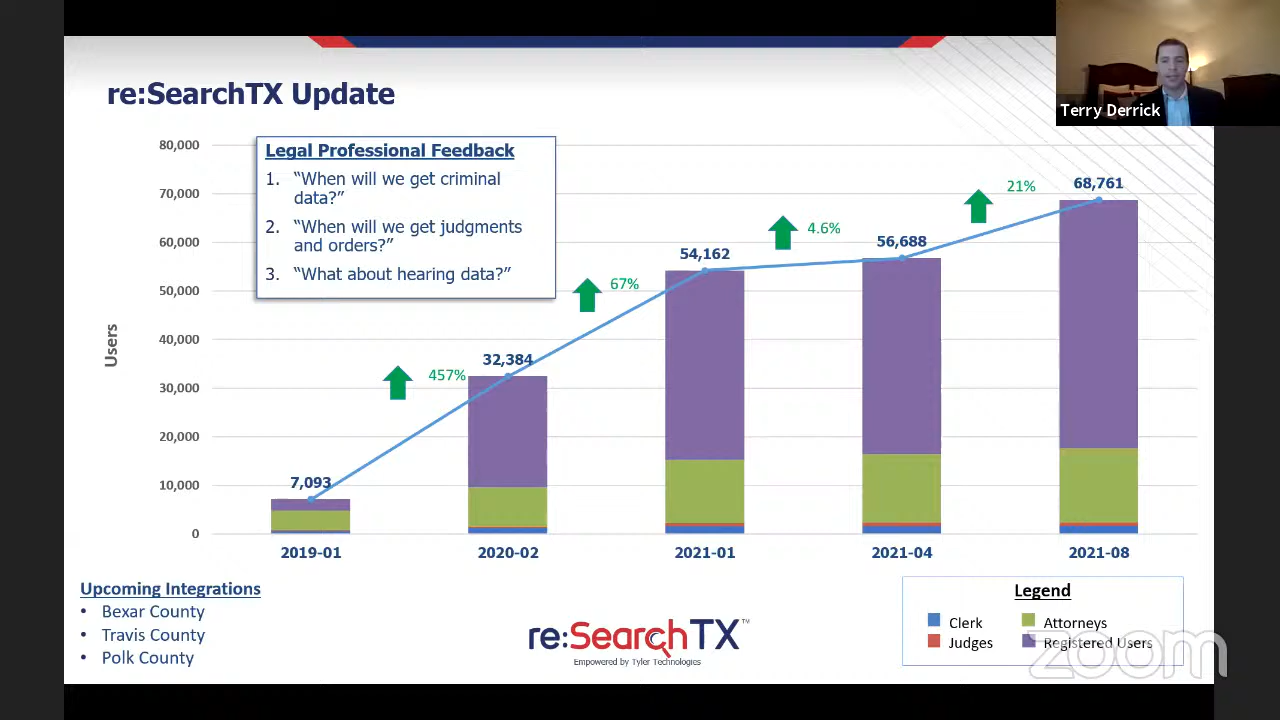 Terry Derrick
re:SearchTX Update
Legal Professional Feedback
1. “When will we get criminal
data?”
2. “When will we get judgments
and orders?”
3. “What about hearing data?”
Users
80,000
70,000
60,000
50,000
40,000
30,000
20,000
10,000
0
7,093
457%
32,384
67%
54,162
4.6%
56,688
21%
68,761
2019-01
2020-02
2021-01
2021-04
2021-08
Upcoming Integrations
• Bexar County
• Travis County
• Polk County
re:SearchTX™
Empowered by Tyler Technologies
Legend
Clerk
Attorneys
Judges
Registered Users
zoom